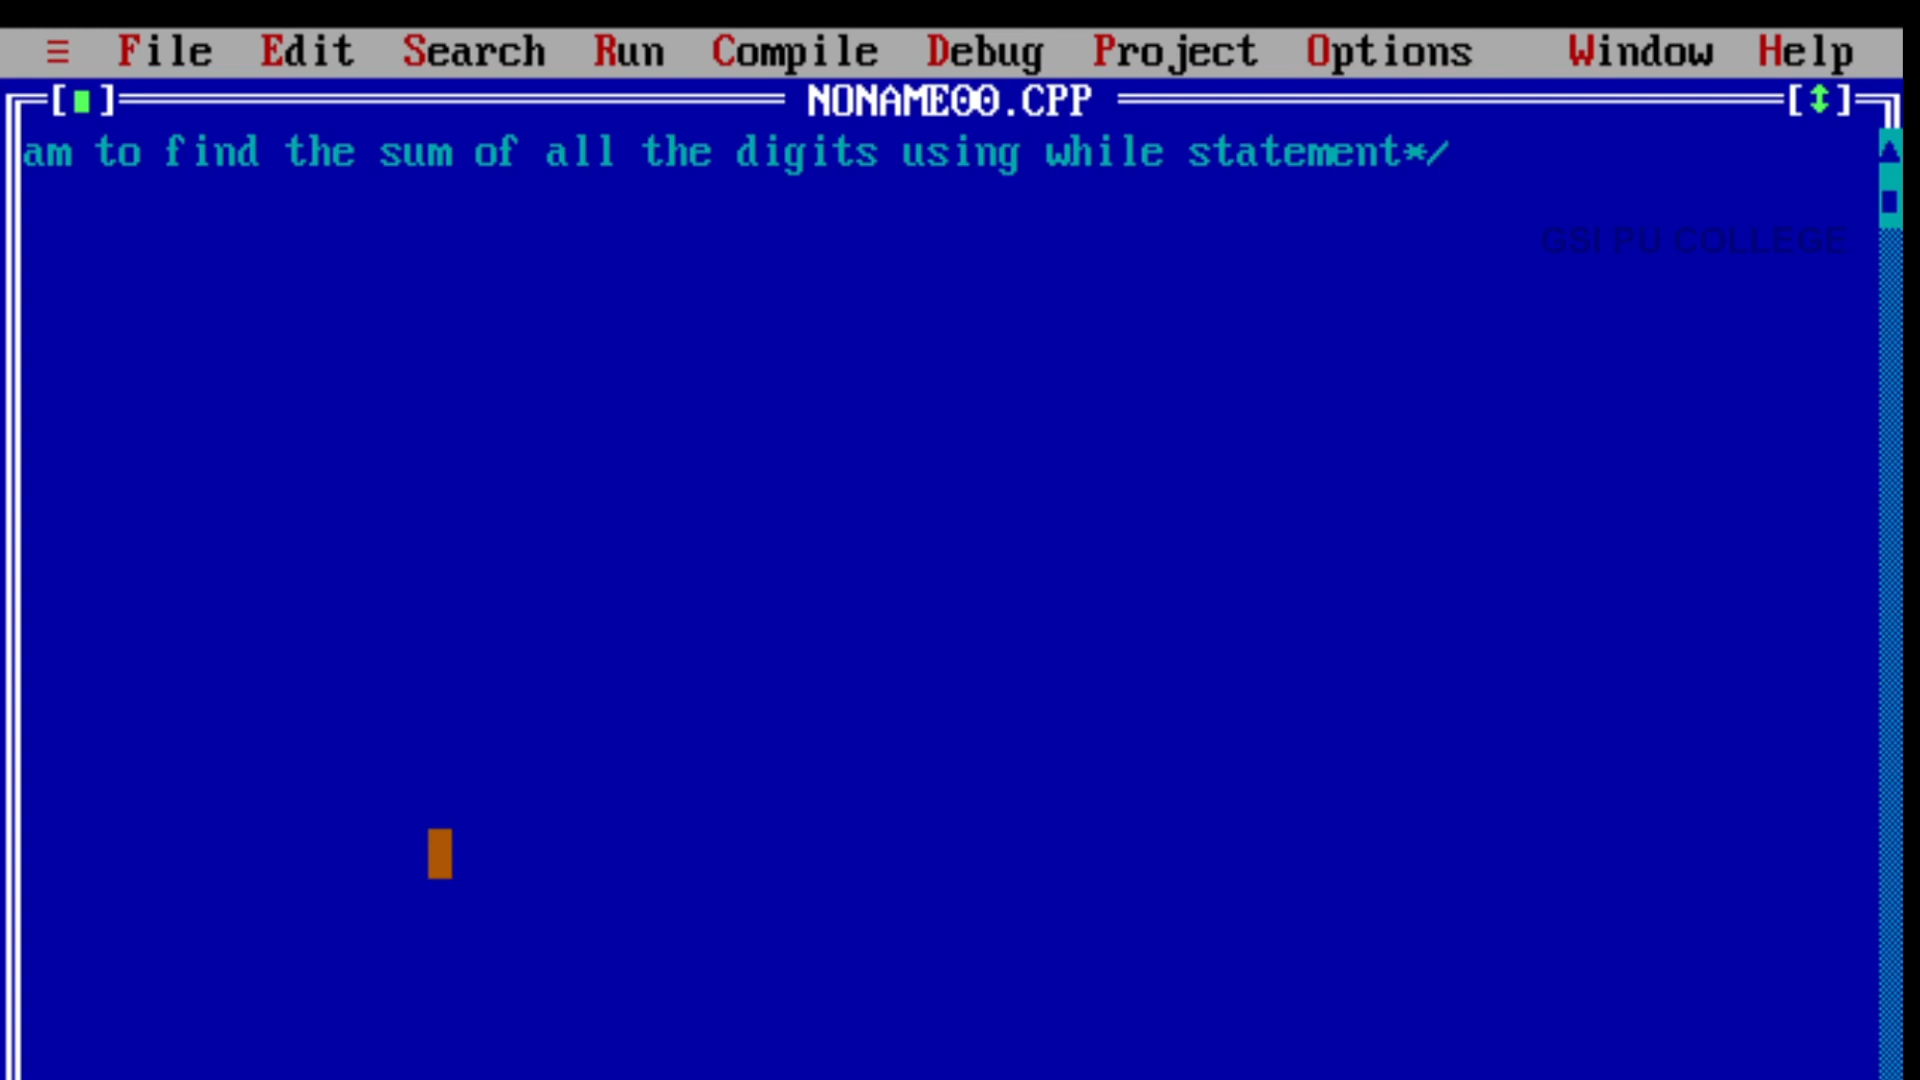 ≡ File Edit Search Run Compile Debug Project Options Window Help
[■] NONAME00.CPP [↕]
am to find the sum of all the digits using while statement*/
GSI PU COLLEGE